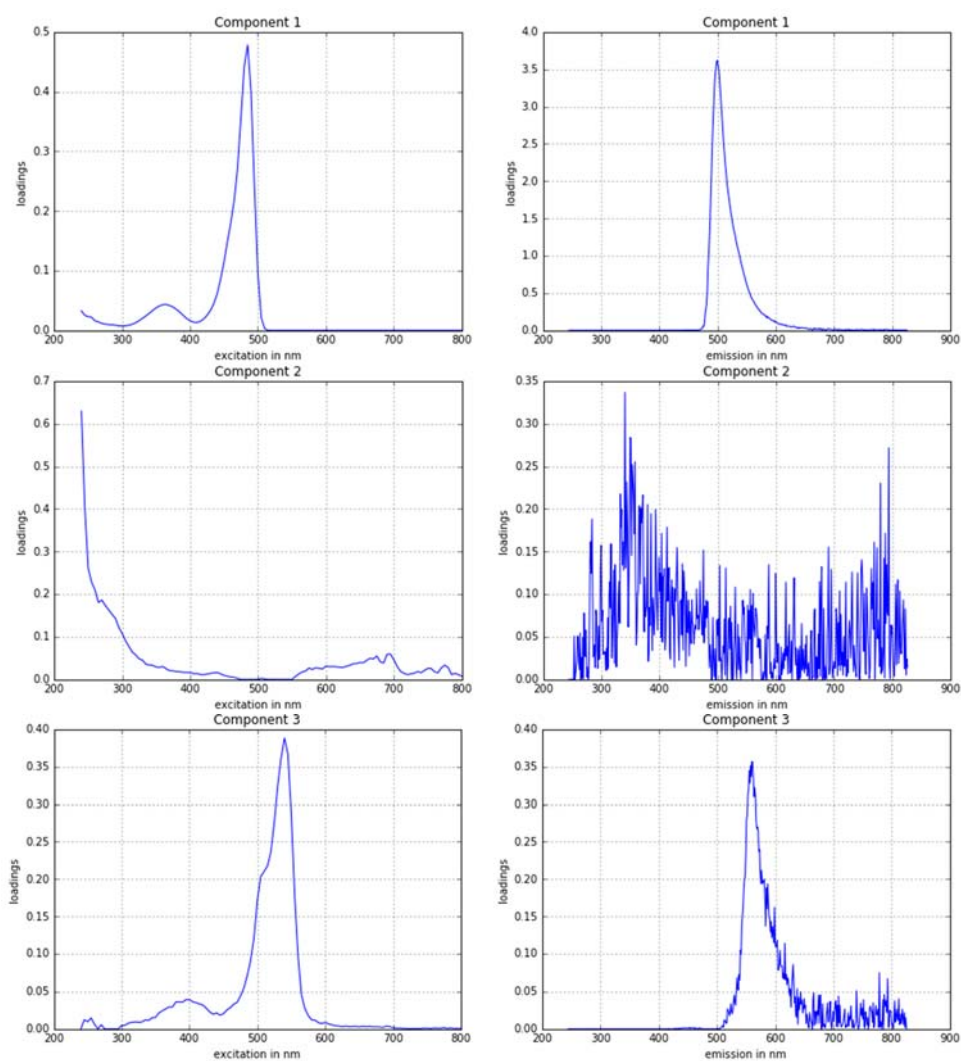 Component 1
0.5
0.4
0.3
0.2
0.1
0.0
loadings
200 300 400 500 600 700 800
excitation in nm
Component 1
4.0
3.5
3.0
2.5
2.0
1.5
1.0
0.5
0.0
loadings
200 300 400 500 600 700 800 900
emission in nm
Component 2
0.7
0.6
0.5
0.4
0.3
0.2
0.1
0.0
loadings
200 300 400 500 600 700 800
excitation in nm
Component 2
0.35
0.30
0.25
0.20
0.15
0.10
0.05
0.00
loadings
200 300 400 500 600 700 800 900
emission in nm
Component 3
0.40
0.35
0.30
0.25
0.20
0.15
0.10
0.05
0.00
loadings
200 300 400 500 600 700 800
excitation in nm
Component 3
0.40
0.35
0.30
0.25
0.20
0.15
0.10
0.05
0.00
loadings
200 300 400 500 600 700 800 900
emission in nm